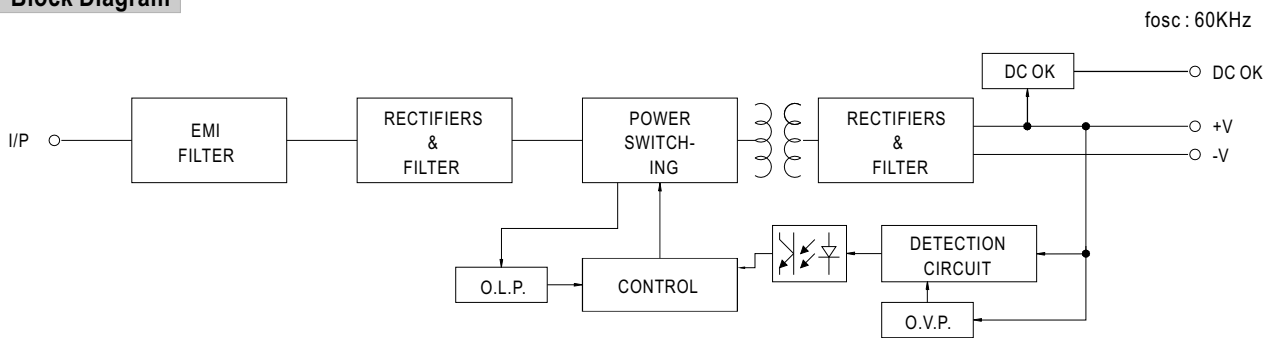 Block Diagram
fosc : 60KHz
DC OK
DC OK
I/P
EMI
FILTER
RECTIFIERS
&
FILTER
POWER
SWITCH-
ING
RECTIFIERS
&
FILTER
+V
-V
O.L.P.
CONTROL
DETECTION
CIRCUIT
O.V.P.